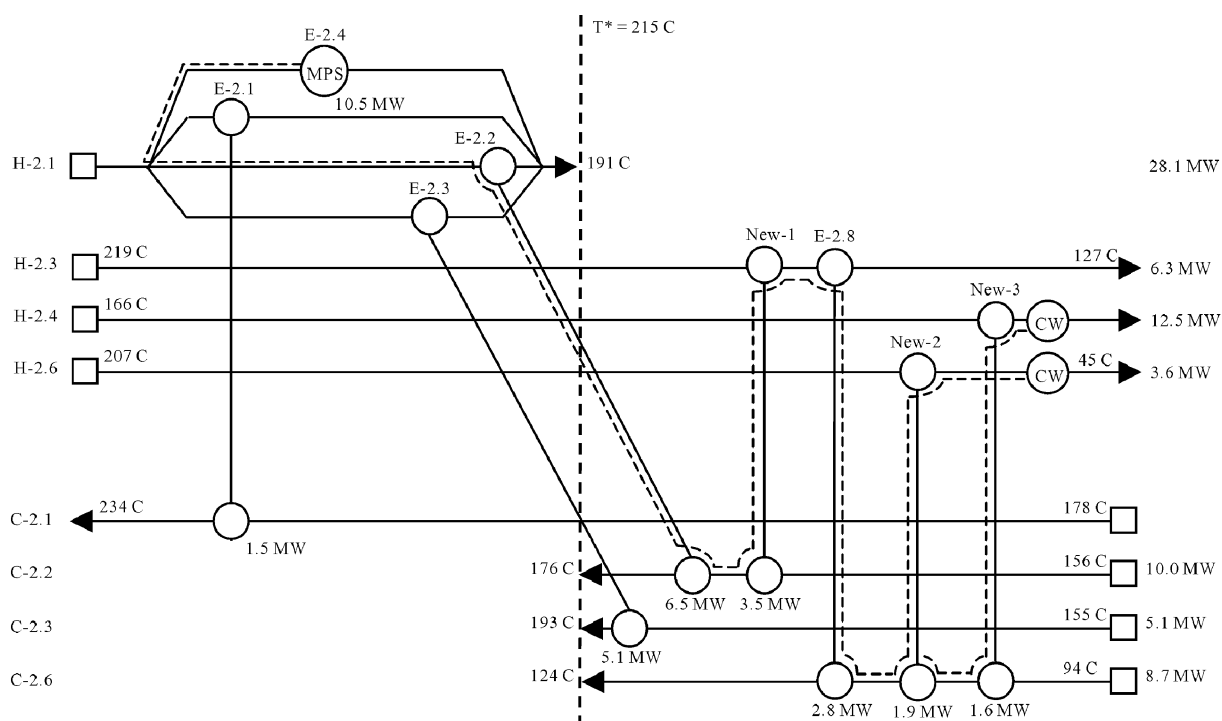 T* = 215 C
E-2.4
MPS
E-2.1
10.5 MW
E-2.2
H-2.1
191 C
28.1 MW
E-2.3
New-1
E-2.8
H-2.3
219 C
127 C
6.3 MW
New-3
H-2.4
166 C
CW
12.5 MW
New-2
H-2.6
207 C
45 C
CW
3.6 MW
C-2.1
234 C
178 C
1.5 MW
C-2.2
176 C
156 C
10.0 MW
6.5 MW
3.5 MW
C-2.3
193 C
155 C
5.1 MW
5.1 MW
C-2.6
124 C
94 C
8.7 MW
2.8 MW
1.9 MW
1.6 MW